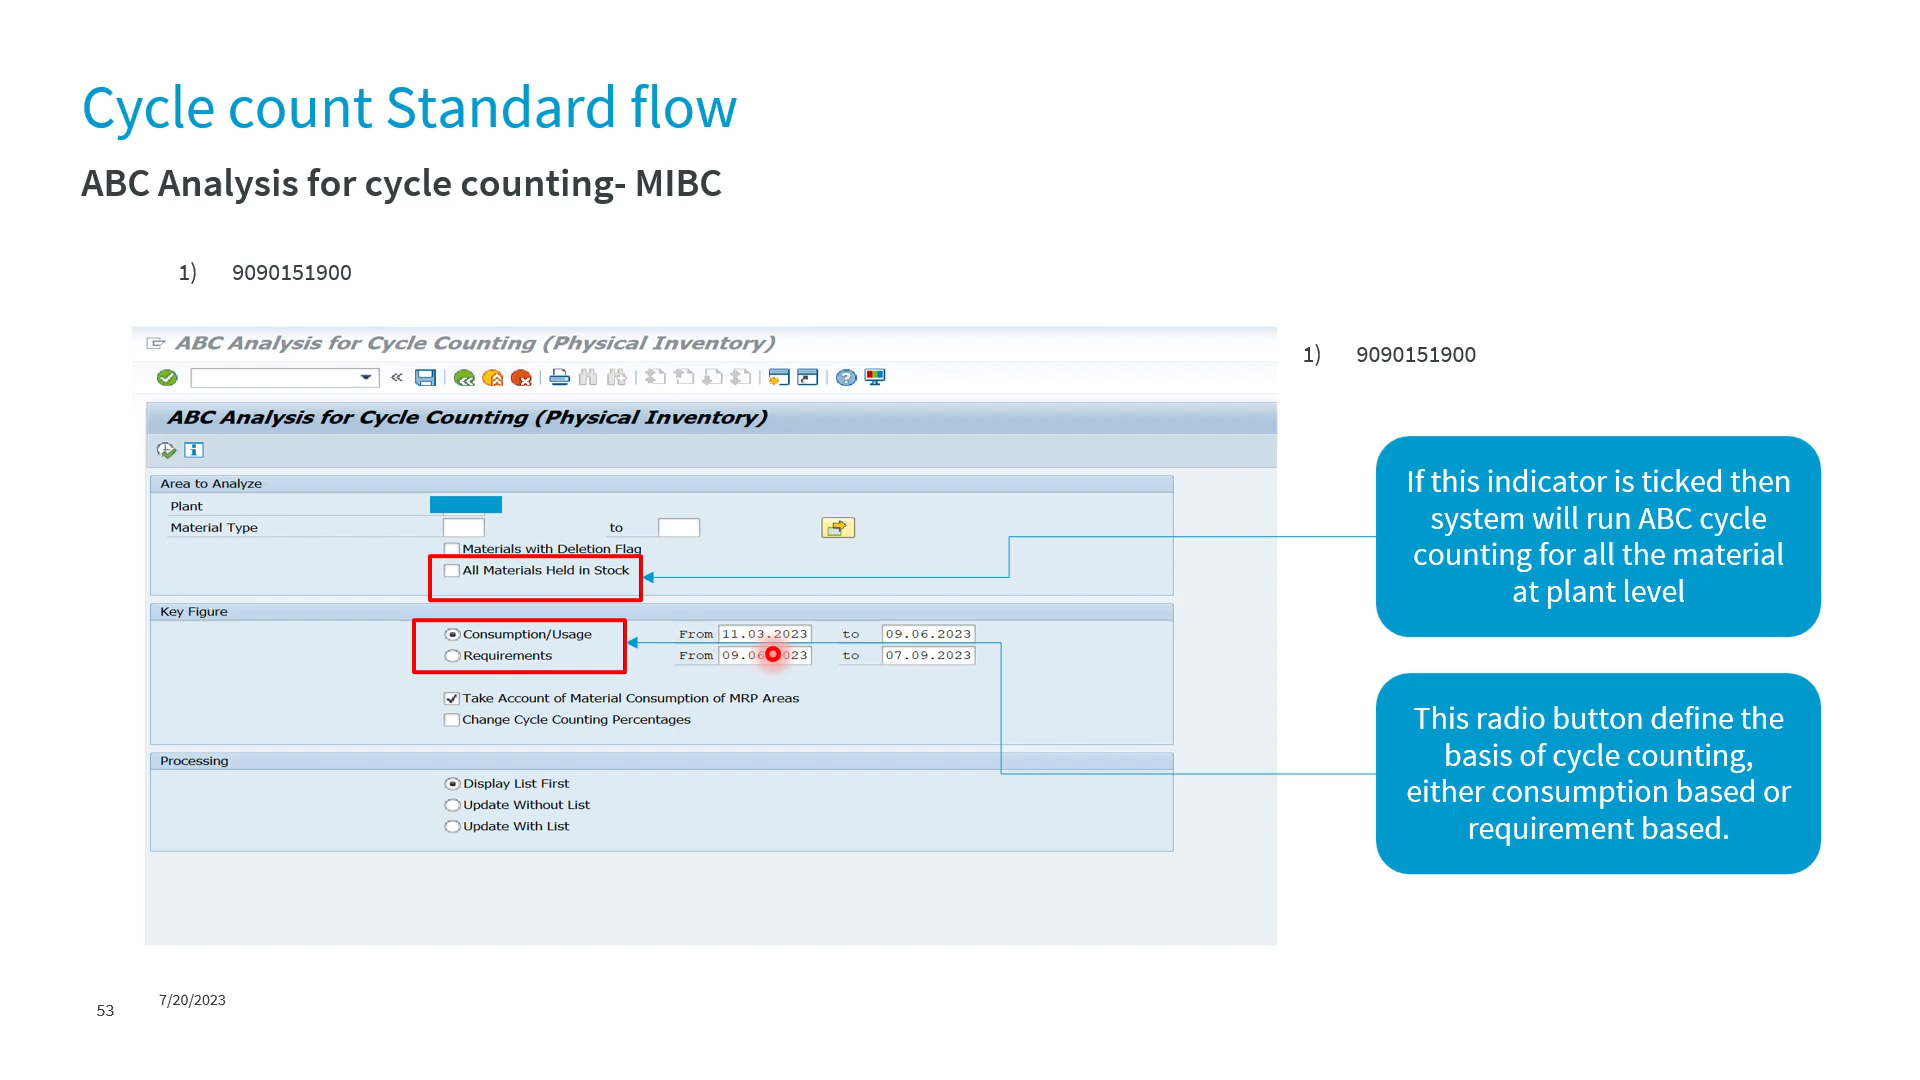 Cycle count Standard flow
ABC Analysis for cycle counting- MIBC
1) 9090151900
ABC Analysis for Cycle Counting (Physical Inventory)
1) 9090151900
ABC Analysis for Cycle Counting (Physical Inventory)
Area to Analyze
Plant
Material Type to
Materials with Deletion Flag
All Materials Held in Stock
If this indicator is ticked then
system will run ABC cycle
counting for all the material
at plant level
Key Figure
Consumption/Usage From 11.03.2023 to 09.06.2023
Requirements From to 07.09.2023
Take Account of Material Consumption of MRP Areas
Change Cycle Counting Percentages
This radio button define the
basis of cycle counting,
either consumption based or
requirement based.
Processing
Display List First
Update Without List
Update With List
7/20/2023
53